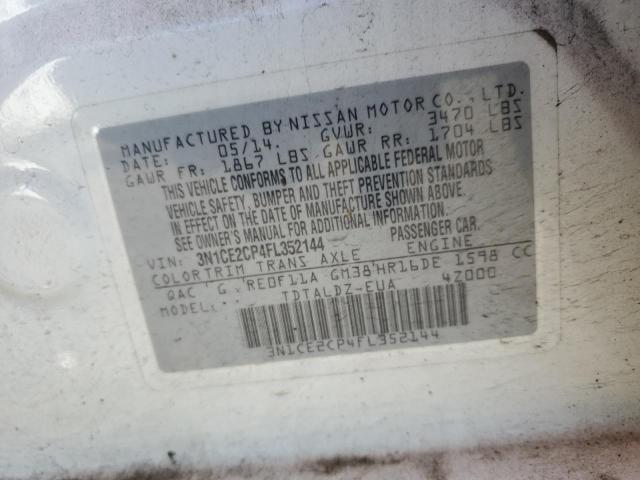 MANUFACTURED BY NISSAN MOTOR CO., LTD.
DATE: 05/14. GVWR: 3470 LBS
GAWR FR: 1867 LBS GAWR RR: 1704 LBS
THIS VEHICLE CONFORMS TO ALL APPLICABLE FEDERAL MOTOR
VEHICLE SAFETY, BUMPER AND THEFT PREVENTION STANDARDS
IN EFFECT ON THE DATE OF MANUFACTURE SHOWN ABOVE.
SEE OWNER'S MANUAL FOR ADDITIONAL INFORMATION.
VIN: 3N1CE2CP4FL352144 PASSENGER CAR.
COLOR TRIM TRANS AXLE ENGINE
QAC G RE0F11A GM38 HR16DE 1598 CC
MODEL: TDTALDZ-EUA 4Z000
3N1CE2CP4FL352144